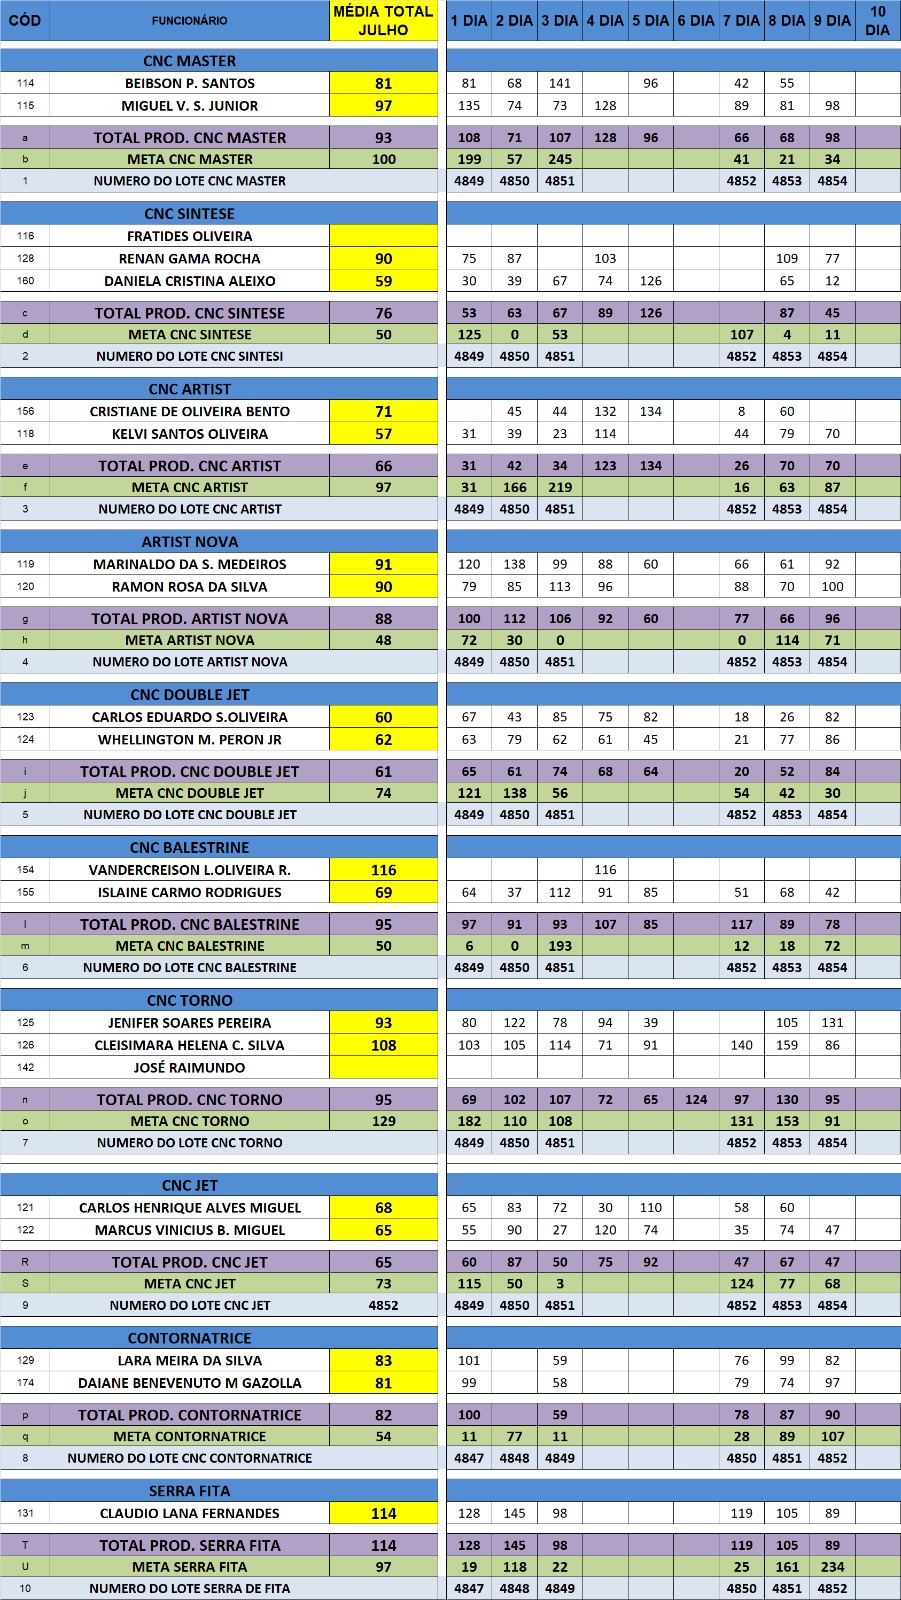 CÓD FUNCIONÁRIO MÉDIA TOTAL JULHO 1 DIA 2 DIA 3 DIA 4 DIA 5 DIA 6 DIA 7 DIA 8 DIA 9 DIA 10 DIA
CNC MASTER
114 BEIBSON P. SANTOS 81 81 68 141 96 42 55
115 MIGUEL V. S. JUNIOR 97 135 74 73 128 89 81 98
a TOTAL PROD. CNC MASTER 93 108 71 107 128 96 66 68 98
b META CNC MASTER 100 199 57 245 41 21 34
1 NUMERO DO LOTE CNC MASTER 4849 4850 4851 4852 4853 4854
CNC SINTESE
116 FRATIDES OLIVEIRA
128 RENAN GAMA ROCHA 90 75 87 103 109 77
160 DANIELA CRISTINA ALEIXO 59 30 39 67 74 126 65 12
c TOTAL PROD. CNC SINTESE 76 53 63 67 89 126 87 45
d META CNC SINTESE 50 125 0 53 107 4 11
2 NUMERO DO LOTE CNC SINTESI 4849 4850 4851 4852 4853 4854
CNC ARTIST
156 CRISTIANE DE OLIVEIRA BENTO 71 45 44 132 134 8 60
118 KELVI SANTOS OLIVEIRA 57 31 39 23 114 44 79 70
e TOTAL PROD. CNC ARTIST 66 31 42 34 123 134 26 70 70
f META CNC ARTIST 97 31 166 219 16 63 87
3 NUMERO DO LOTE CNC ARTIST 4849 4850 4851 4852 4853 4854
ARTIST NOVA
119 MARINALDO DA S. MEDEIROS 91 120 138 99 88 60 66 61 92
120 RAMON ROSA DA SILVA 90 79 85 113 96 88 70 100
g TOTAL PROD. ARTIST NOVA 88 100 112 106 92 60 77 66 96
h META ARTIST NOVA 48 72 30 0 0 114 71
4 NUMERO DO LOTE ARTIST NOVA 4849 4850 4851 4852 4853 4854
CNC DOUBLE JET
123 CARLOS EDUARDO S.OLIVEIRA 60 67 43 85 75 82 18 26 82
124 WHELLINGTON M. PERON JR 62 63 79 62 61 45 21 77 86
i TOTAL PROD. CNC DOUBLE JET 61 65 61 74 68 64 20 52 84
j META CNC DOUBLE JET 74 121 138 56 54 42 30
5 NUMERO DO LOTE CNC DOUBLE JET 4849 4850 4851 4852 4853 4854
CNC BALESTRINE
154 VANDERCREISON L.OLIVEIRA R. 116 116
155 ISLAINE CARMO RODRIGUES 69 64 37 112 91 85 51 68 42
l TOTAL PROD. CNC BALESTRINE 95 97 91 93 107 85 117 89 78
m META CNC BALESTRINE 50 6 0 193 12 18 72
6 NUMERO DO LOTE CNC BALESTRINE 4849 4850 4851 4852 4853 4854
CNC TORNO
125 JENIFER SOARES PEREIRA 93 80 122 78 94 39 105 131
126 CLEISIMARA HELENA C. SILVA 108 103 105 114 71 91 140 159 86
142 JOSÉ RAIMUNDO
n TOTAL PROD. CNC TORNO 95 69 102 107 72 65 124 97 130 95
o META CNC TORNO 129 182 110 108 131 153 91
7 NUMERO DO LOTE CNC TORNO 4849 4850 4851 4852 4853 4854
CNC JET
121 CARLOS HENRIQUE ALVES MIGUEL 68 65 83 72 30 110 58 60
122 MARCUS VINICIUS B. MIGUEL 65 55 90 27 120 74 35 74 47
R TOTAL PROD. CNC JET 65 60 87 50 75 92 47 67 47
S META CNC JET 73 115 50 3 124 77 68
9 NUMERO DO LOTE CNC JET 4852 4849 4850 4851 4852 4853 4854
CONTORNATRICE
129 LARA MEIRA DA SILVA 83 101 59 76 99 82
174 DAIANE BENEVENUTO M GAZOLLA 81 99 58 79 74 97
p TOTAL PROD. CONTORNATRICE 82 100 59 78 87 90
q META CONTORNATRICE 54 11 77 11 28 89 107
8 NUMERO DO LOTE CNC CONTORNATRICE 4847 4848 4849 4850 4851 4852
SERRA FITA
131 CLAUDIO LANA FERNANDES 114 128 145 98 119 105 89
T TOTAL PROD. SERRA FITA 114 128 145 98 119 105 89
U META SERRA FITA 97 19 118 22 25 161 234
10 NUMERO DO LOTE SERRA DE FITA 4847 4848 4849 4850 4851 4852